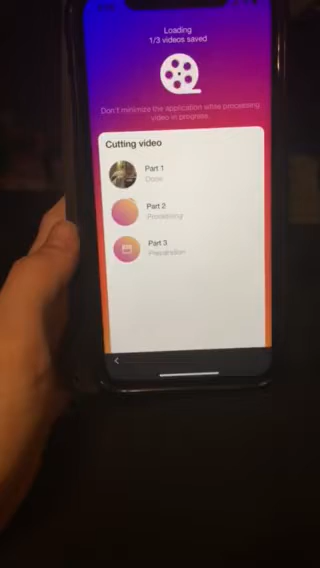 Loading
1/3 videos saved
Don't minimize the application while processing
video in progress.
Cutting video
Part 1
Done
Part 2
Processing
Part 3
Preparation